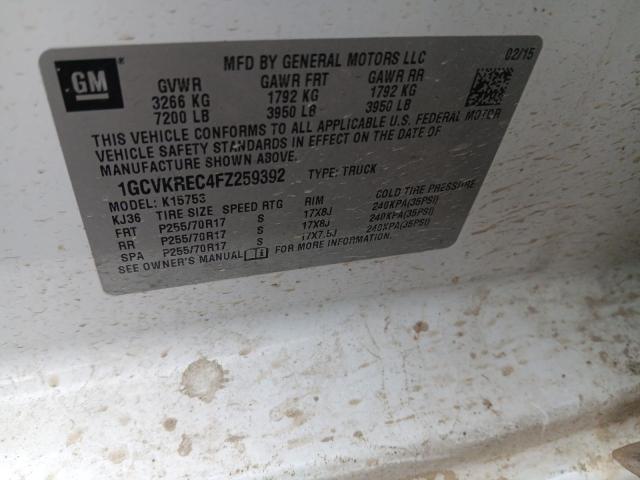 GM
MFD BY GENERAL MOTORS LLC 02/15
GVWR GAWR FRT GAWR RR
3266 KG 1792 KG 1792 KG
7200 LB 3950 LB 3950 LB
THIS VEHICLE CONFORMS TO ALL APPLICABLE U.S. FEDERAL MOTOR
VEHICLE SAFETY STANDARDS IN EFFECT ON THE DATE OF
MANUFACTURE SHOWN ABOVE.
1GCVKREC4FZ259392 TYPE: TRUCK
MODEL: K15753
KJ36 TIRE SIZE SPEED RTG RIM COLD TIRE PRESSURE
FRT P255/70R17 S 17X8J 240KPA(35PSI)
RR P255/70R17 S 17X8J 240KPA(35PSI)
SPA P255/70R17 S 17X7.5J 240KPA(35PSI)
SEE OWNER'S MANUAL FOR MORE INFORMATION.